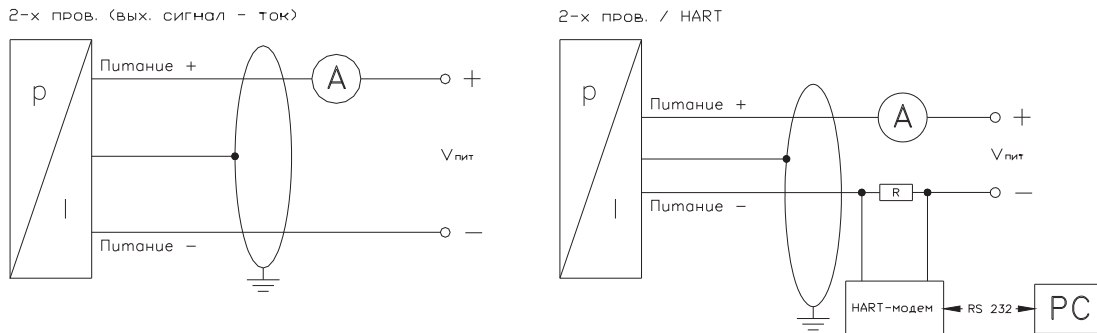 2-х пров. (вых. сигнал - ток)
p
I
Питание +
A
+
Vпит
Питание -
-
2-х пров. / HART
p
I
Питание +
A
+
Vпит
R
-
Питание -
HART-модем
RS 232
PC